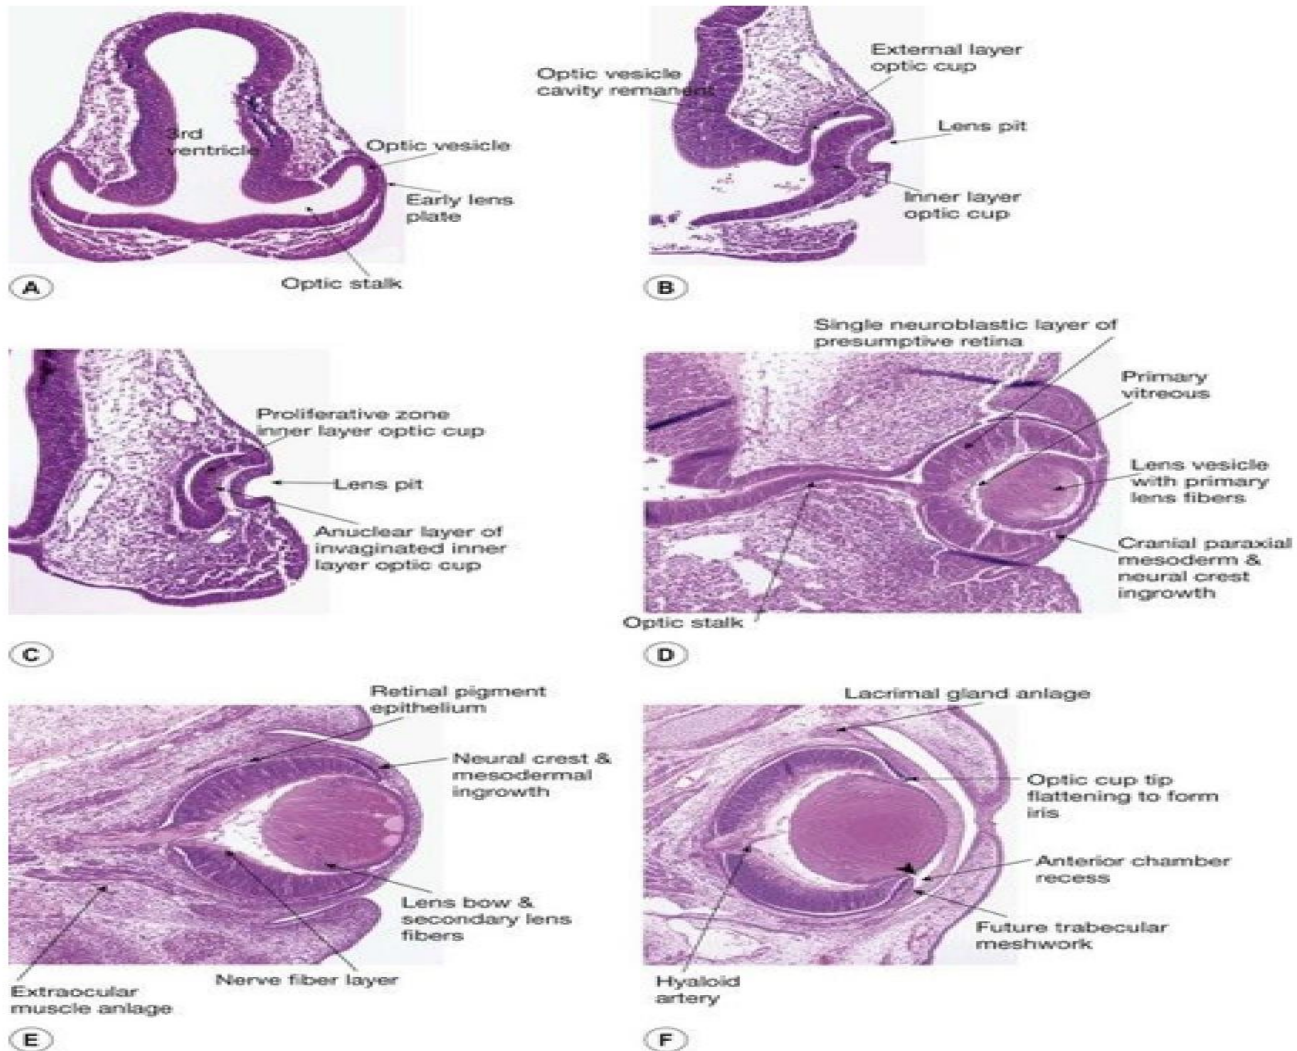 3rd
ventricle
Optic vesicle
Early lens
plate
Optic stalk
A
Optic vesicle
cavity remanent
External layer
optic cup
Lens pit
Inner layer
optic cup
B
Proliferative zone
inner layer optic cup
Lens pit
Anuclear layer of
invaginated inner
layer optic cup
C
Single neuroblastic layer of
presumptive retina
Primary
vitreous
Lens vesicle
with primary
lens fibers
Cranial paraxial
mesoderm &
neural crest
ingrowth
Optic stalk
D
Retinal pigment
epithelium
Neural crest &
mesodermal
ingrowth
Lens bow &
secondary lens
fibers
Nerve fiber layer
Extraocular
muscle anlage
E
Lacrimal gland anlage
Optic cup tip
flattening to form
iris
Anterior chamber
recess
Future trabecular
meshwork
Hyaloid
artery
F